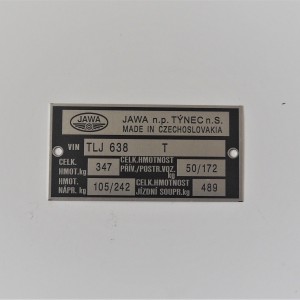 JAWA
JAWA n.p. TÝNEC n.S.
MADE IN CZECHOSLOVAKIA
VIN TLJ 638 T
CELK. HMOT.kg 347 CELK.HMOTNOST PŘÍV./POSTR.VOZ. kg 50/172
HMOT. NÁPR. kg 105/242 CELK.HMOTNOST JÍZDNÍ SOUPR.kg 489